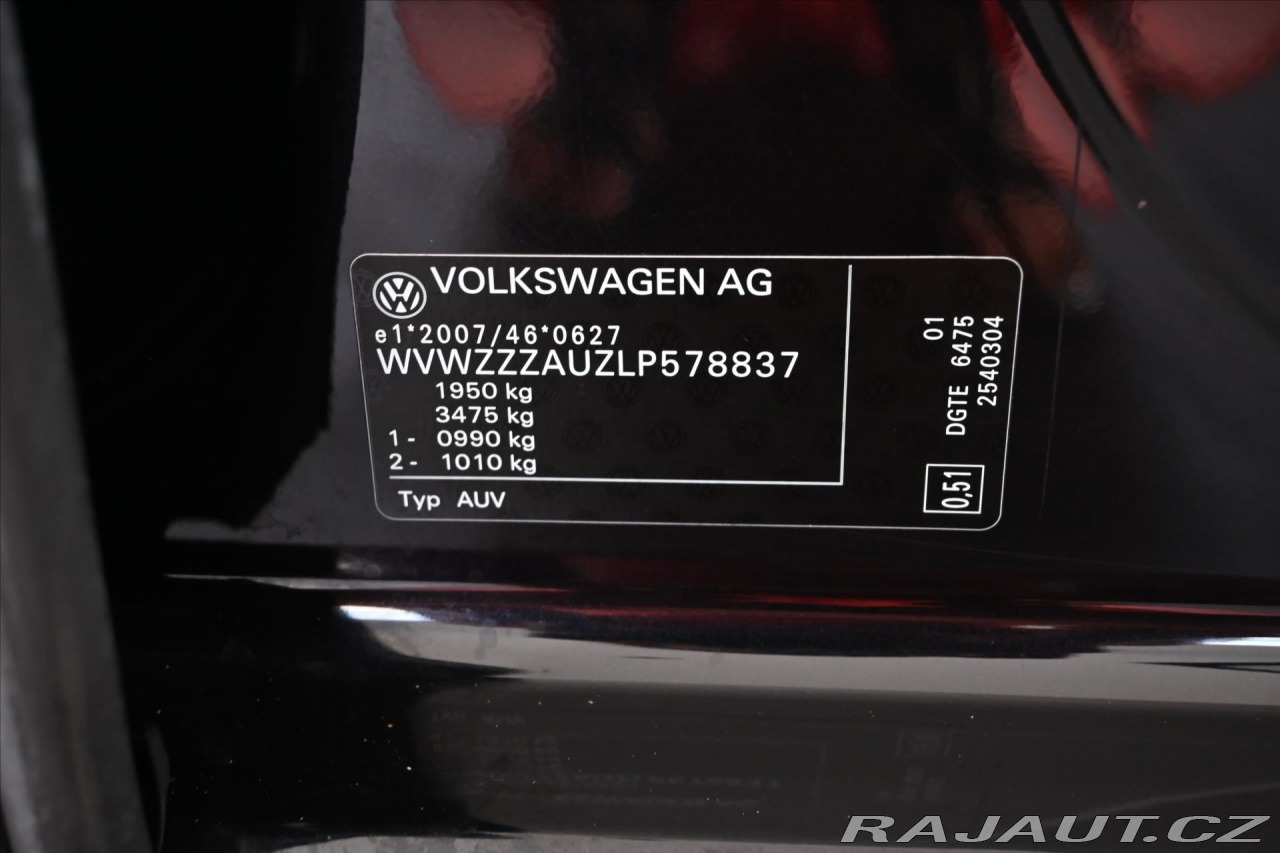 VOLKSWAGEN AG
e1*2007/46*0627
WVWZZZAUZLP578837
1950 kg
3475 kg
1- 0990 kg
2- 1010 kg
Typ AUV
01
DGTE 6475
2540304
0,51
RAJAUT.CZ